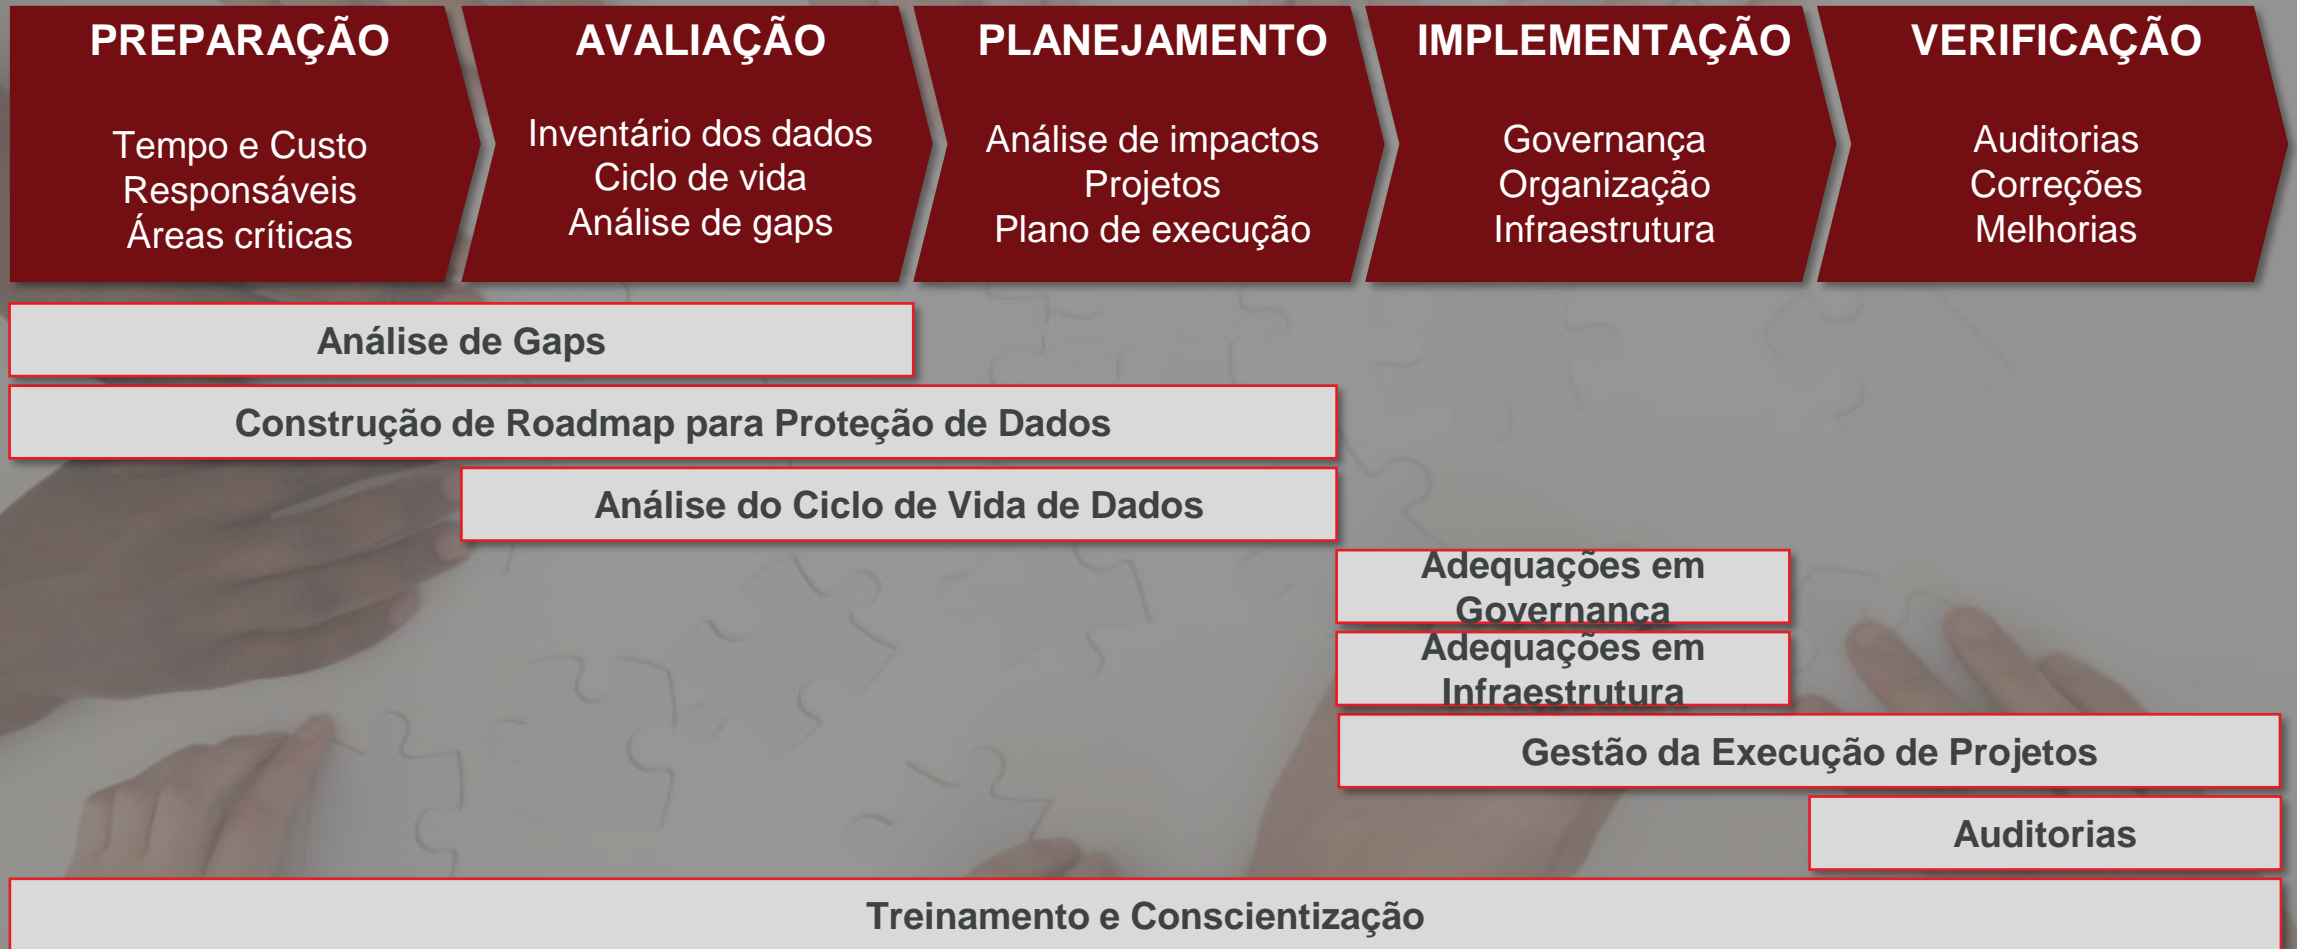 PREPARAÇÃO
Tempo e Custo
Responsáveis
Áreas críticas
AVALIAÇÃO
Inventário dos dados
Ciclo de vida
Análise de gaps
PLANEJAMENTO
Análise de impactos
Projetos
Plano de execução
IMPLEMENTAÇÃO
Governança
Organização
Infraestrutura
VERIFICAÇÃO
Auditorias
Correções
Melhorias
Análise de Gaps
Construção de Roadmap para Proteção de Dados
Análise do Ciclo de Vida de Dados
Adequações em
Governança
Adequações em
Infraestrutura
Gestão da Execução de Projetos
Auditorias
Treinamento e Conscientização